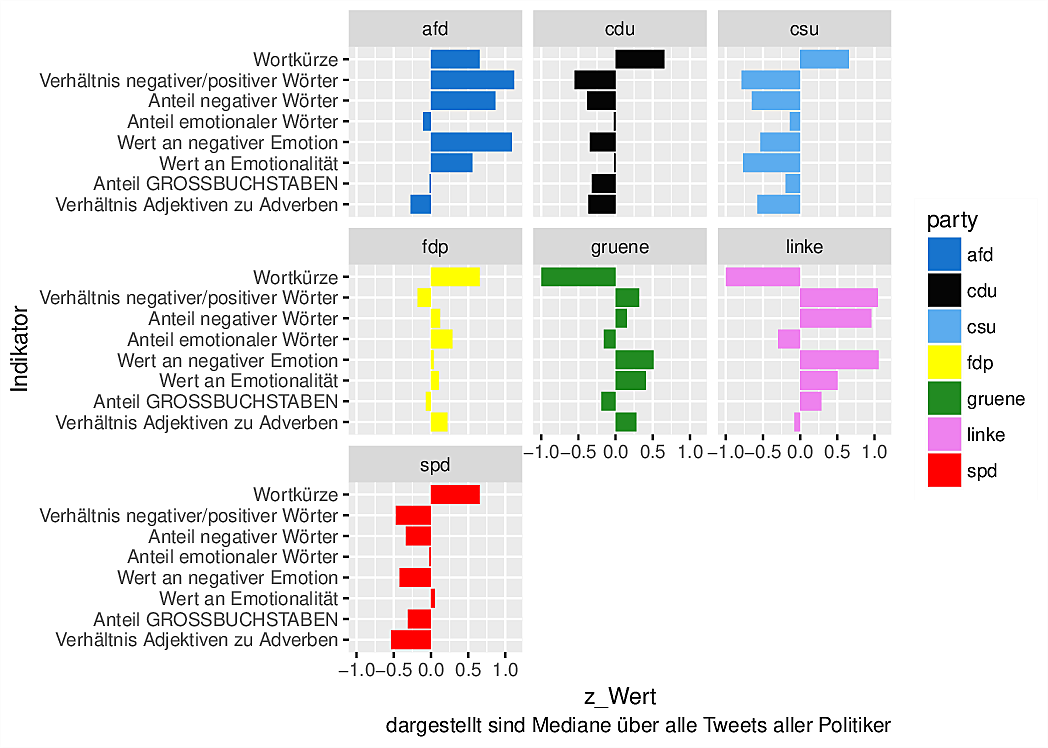 afd
cdu
csu
Wortkürze
Verhältnis negativer/positiver Wörter
Anteil negativer Wörter
Anteil emotionaler Wörter
Wert an negativer Emotion
Wert an Emotionalität
Anteil GROSSBUCHSTABEN
Verhältnis Adjektiven zu Adverben
fdp
gruene
linke
Wortkürze
Verhältnis negativer/positiver Wörter
Anteil negativer Wörter
Anteil emotionaler Wörter
Wert an negativer Emotion
Wert an Emotionalität
Anteil GROSSBUCHSTABEN
Verhältnis Adjektiven zu Adverben
-1.0 -0.5 0.0 0.5 1.0
-1.0 -0.5 0.0 0.5 1.0
spd
Wortkürze
Verhältnis negativer/positiver Wörter
Anteil negativer Wörter
Anteil emotionaler Wörter
Wert an negativer Emotion
Wert an Emotionalität
Anteil GROSSBUCHSTABEN
Verhältnis Adjektiven zu Adverben
-1.0 -0.5 0.0 0.5 1.0
Indikator
z_Wert
dargestellt sind Mediane über alle Tweets aller Politiker
party
afd
cdu
csu
fdp
gruene
linke
spd